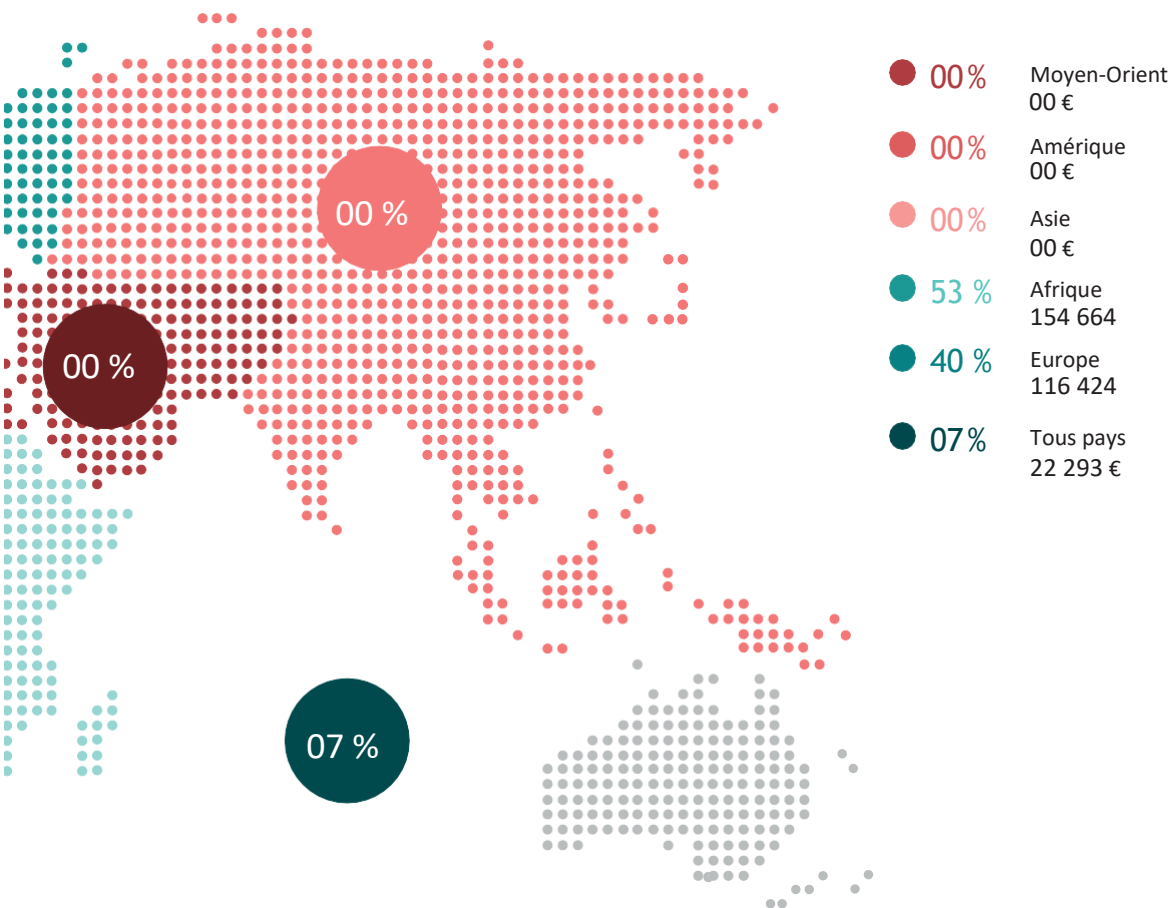 00 %
00 %
07 %
00 % Moyen-Orient
00 €
00 % Amérique
00 €
00 % Asie
00 €
53 % Afrique
154 664
40 % Europe
116 424
07 % Tous pays
22 293 €